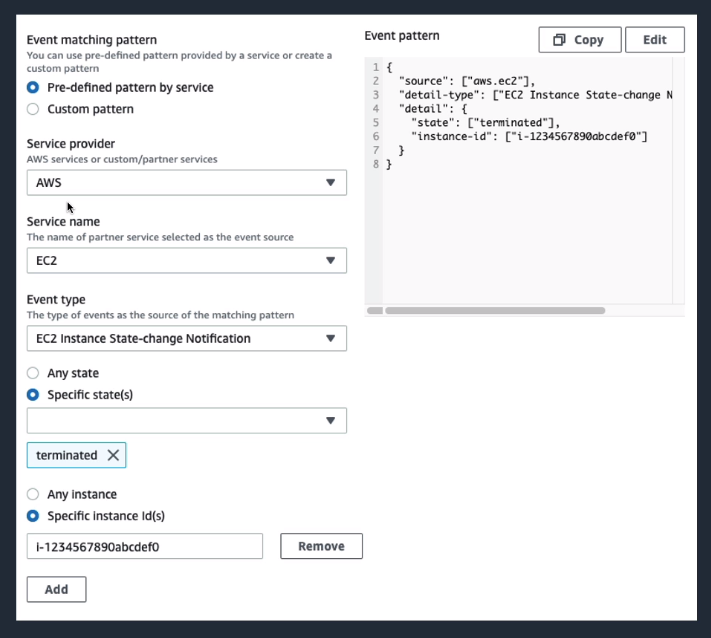 Event matching pattern
You can use pre-defined pattern provided by a service or create a
custom pattern
Pre-defined pattern by service
Custom pattern
Service provider
AWS services or custom/partner services
AWS
Service name
The name of partner service selected as the event source
EC2
Event type
The type of events as the source of the matching pattern
EC2 Instance State-change Notification
Any state
Specific state(s)
terminated
Any instance
Specific instance Id(s)
i-1234567890abcdef0
Remove
Add
Event pattern
Copy
Edit
1 {
2   "source": ["aws.ec2"],
3   "detail-type": ["EC2 Instance State-change N
4   "detail": {
5     "state": ["terminated"],
6     "instance-id": ["i-1234567890abcdef0"]
7   }
8 }